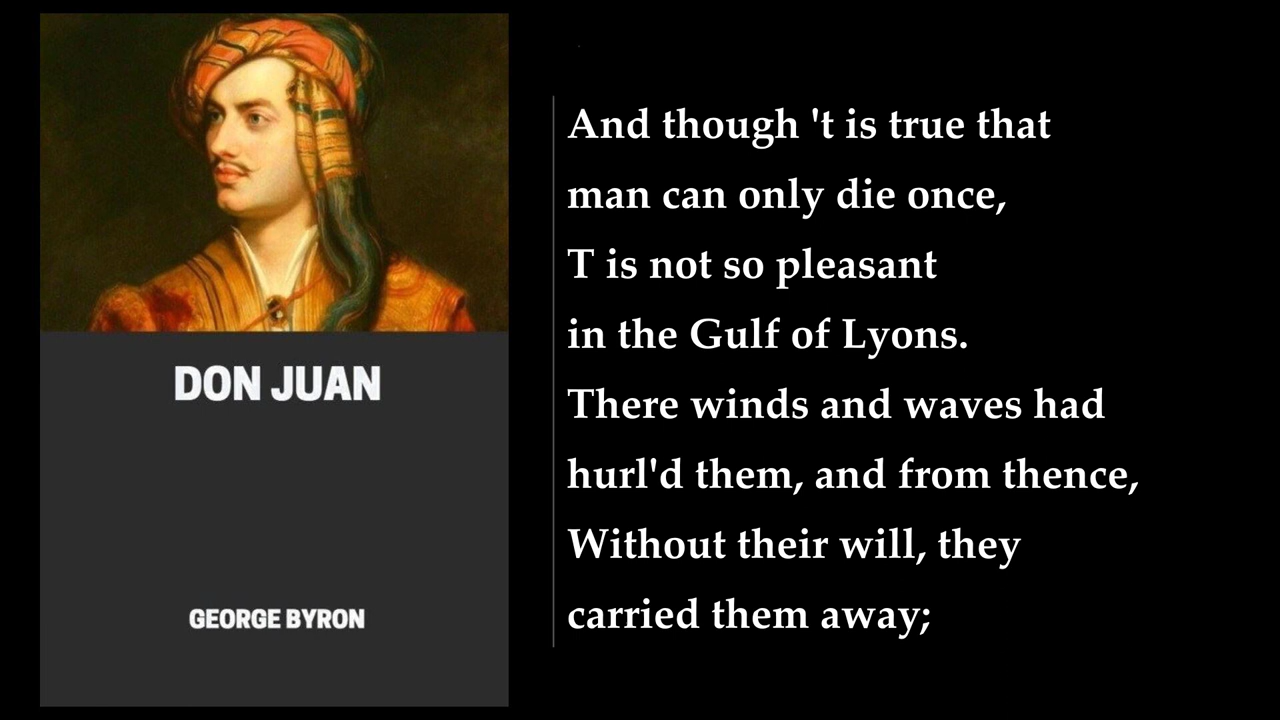 DON JUAN
GEORGE BYRON
And though 't is true that
man can only die once,
T is not so pleasant
in the Gulf of Lyons.
There winds and waves had
hurl'd them, and from thence,
Without their will, they
carried them away;